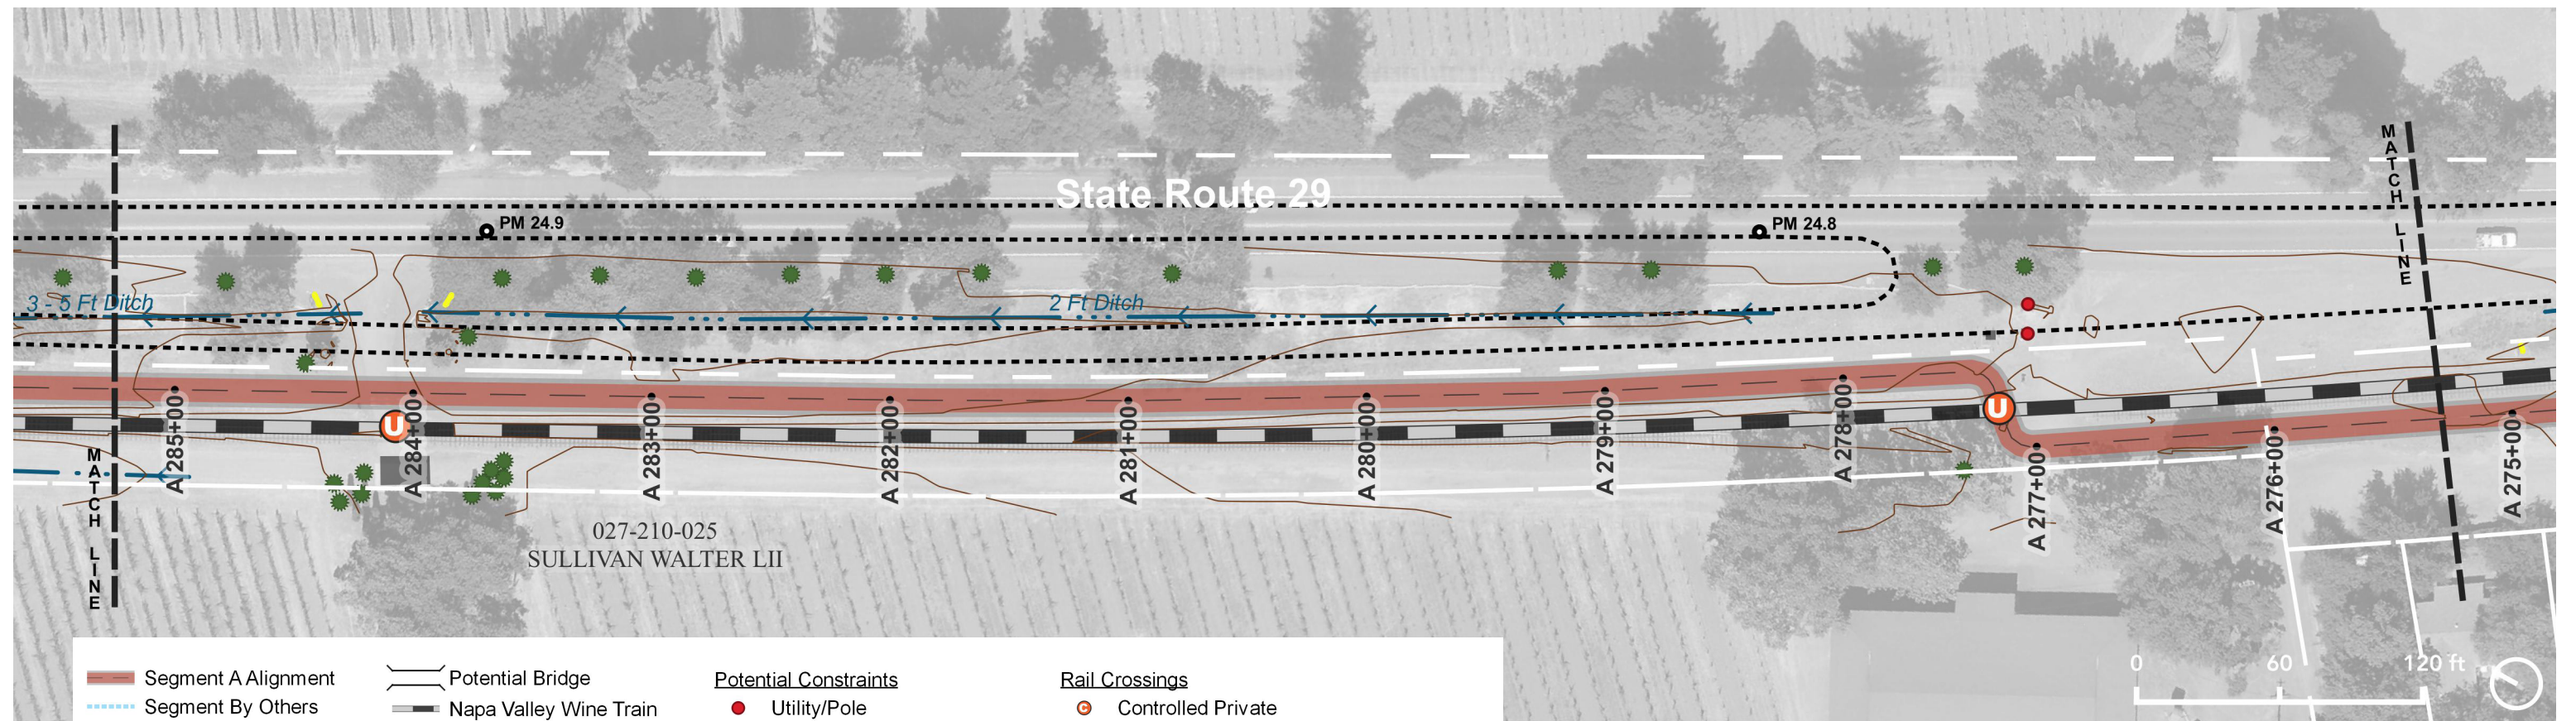 State Route 29
PM 24.9
PM 24.8
3 - 5 Ft Ditch
2 Ft Ditch
MATCH LINE
MATCH LINE
A 285+00
A 284+00
A 283+00
A 282+00
A 281+00
A 280+00
A 279+00
A 278+00
A 277+00
A 276+00
A 275+00
U
U
027-210-025
SULLIVAN WALTER LII
0 60 120 ft
Segment A Alignment
Segment By Others
Potential Bridge
Napa Valley Wine Train
Potential Constraints
Utility/Pole
Rail Crossings
C Controlled Private